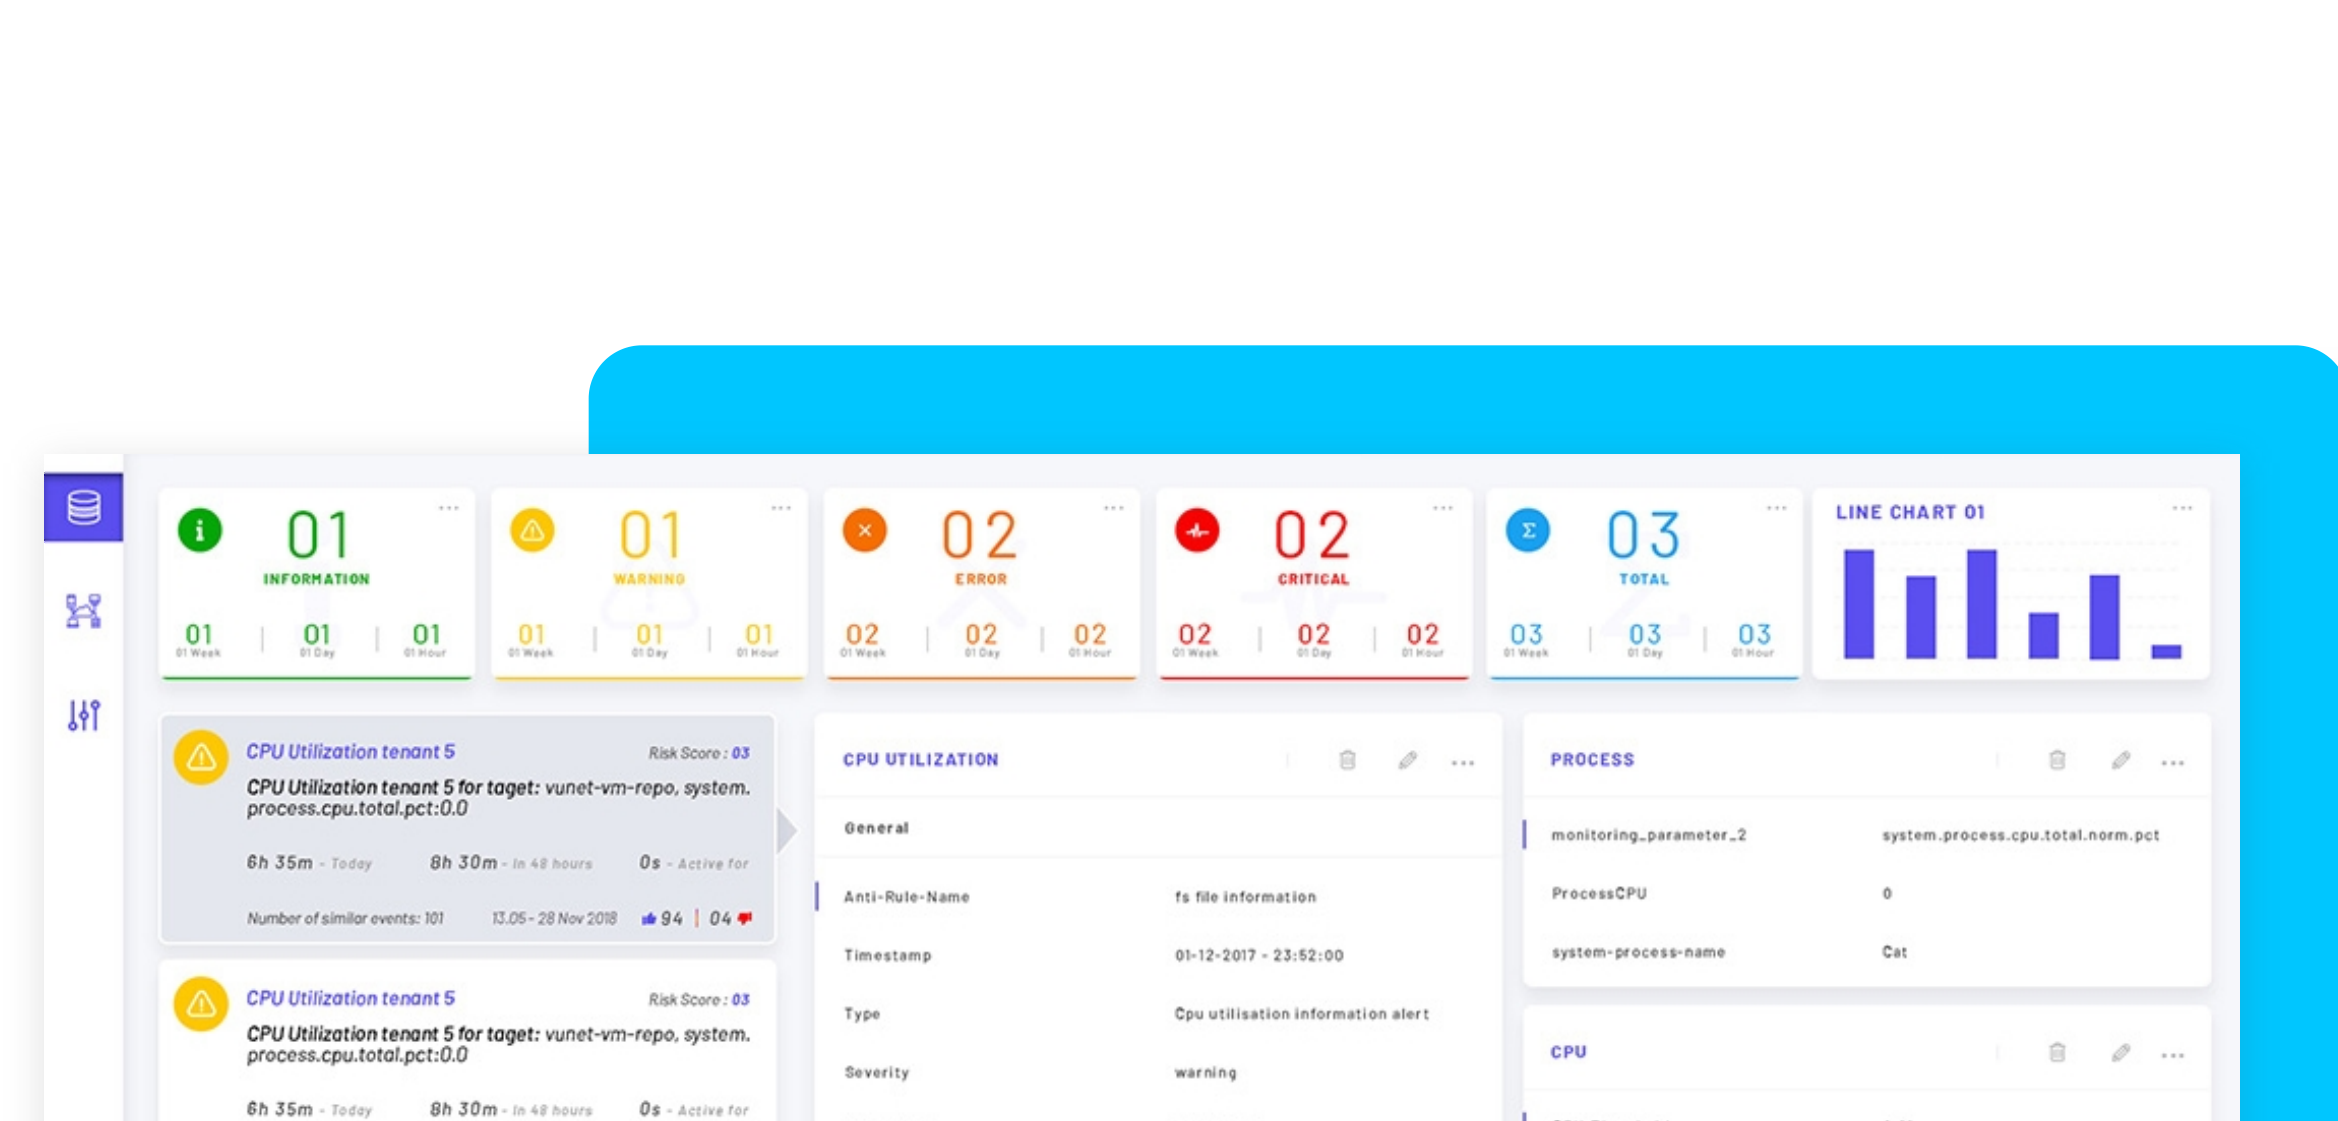 01
INFORMATION
01 01 01
01 Week 01 Day 01 Hour
01
WARNING
01 01 01
01 Week 01 Day 01 Hour
02
ERROR
02 02 02
01 Week 01 Day 01 Hour
02
CRITICAL
02 02 02
01 Week 01 Day 01 Hour
Σ
03
TOTAL
03 03 03
01 Week 01 Day 01 Hour
LINE CHART 01
CPU Utilization tenant 5 Risk Score : 03
CPU Utilization tenant 5 for taget: vunet-vm-repo, system.
process.cpu.total.pct:0.0
6h 35m - Today 8h 30m - In 48 hours 0s - Active for
Number of similar events: 101 13.05 - 28 Nov 2018 94 | 04
CPU Utilization tenant 5 Risk Score : 03
CPU Utilization tenant 5 for taget: vunet-vm-repo, system.
process.cpu.total.pct:0.0
6h 35m - Today 8h 30m - In 48 hours 0s - Active for
CPU UTILIZATION
General
Anti-Rule-Name fs file information
Timestamp 01-12-2017 - 23:52:00
Type Cpu utilisation information alert
Severity warning
PROCESS
monitoring_parameter_2 system.process.cpu.total.norm.pct
ProcessCPU 0
system-process-name Cat
CPU